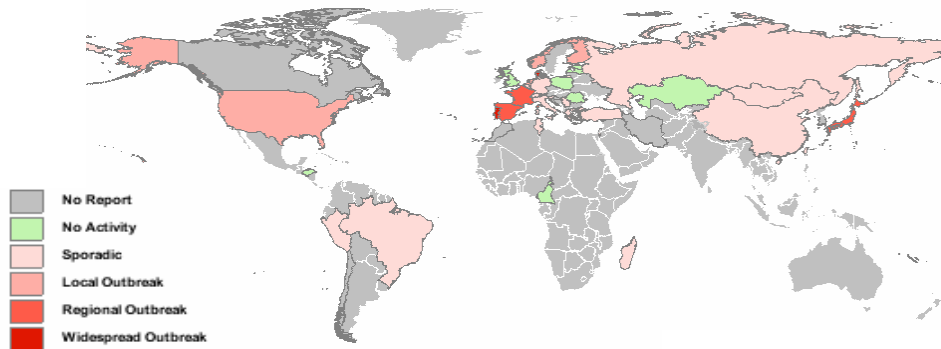 No Report
No Activity
Sporadic
Local Outbreak
Regional Outbreak
Widespread Outbreak